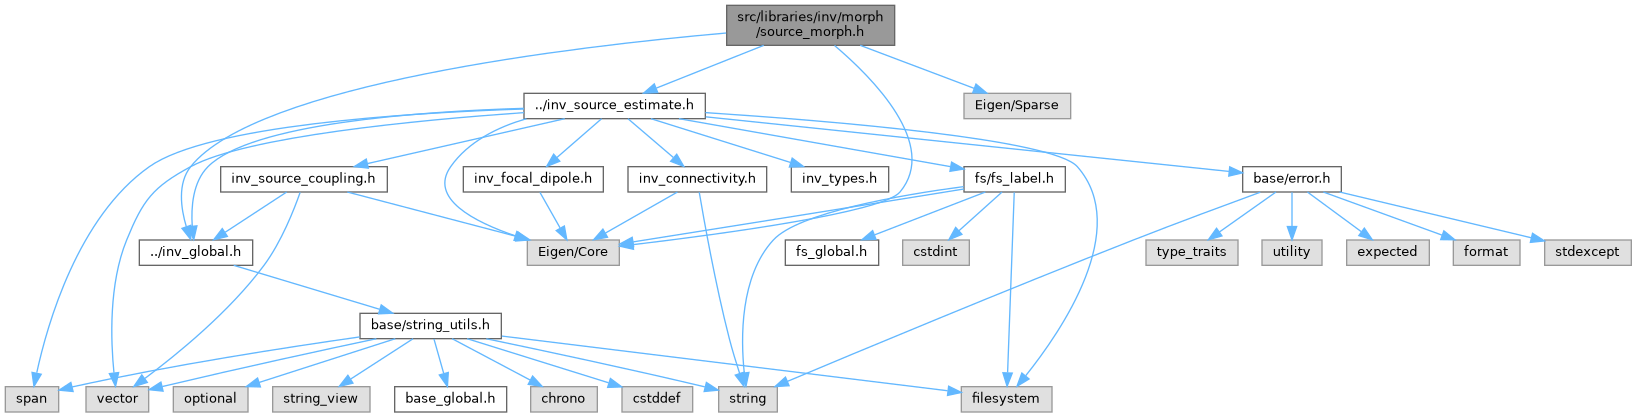 src/libraries/inv/morph
/source_morph.h
../inv_source_estimate.h
Eigen/Sparse
inv_source_coupling.h
inv_focal_dipole.h
inv_connectivity.h
inv_types.h
fs/fs_label.h
base/error.h
../inv_global.h
Eigen/Core
fs_global.h
cstdint
type_traits
utility
expected
format
stdexcept
base/string_utils.h
span
vector
optional
string_view
base_global.h
chrono
cstddef
string
filesystem